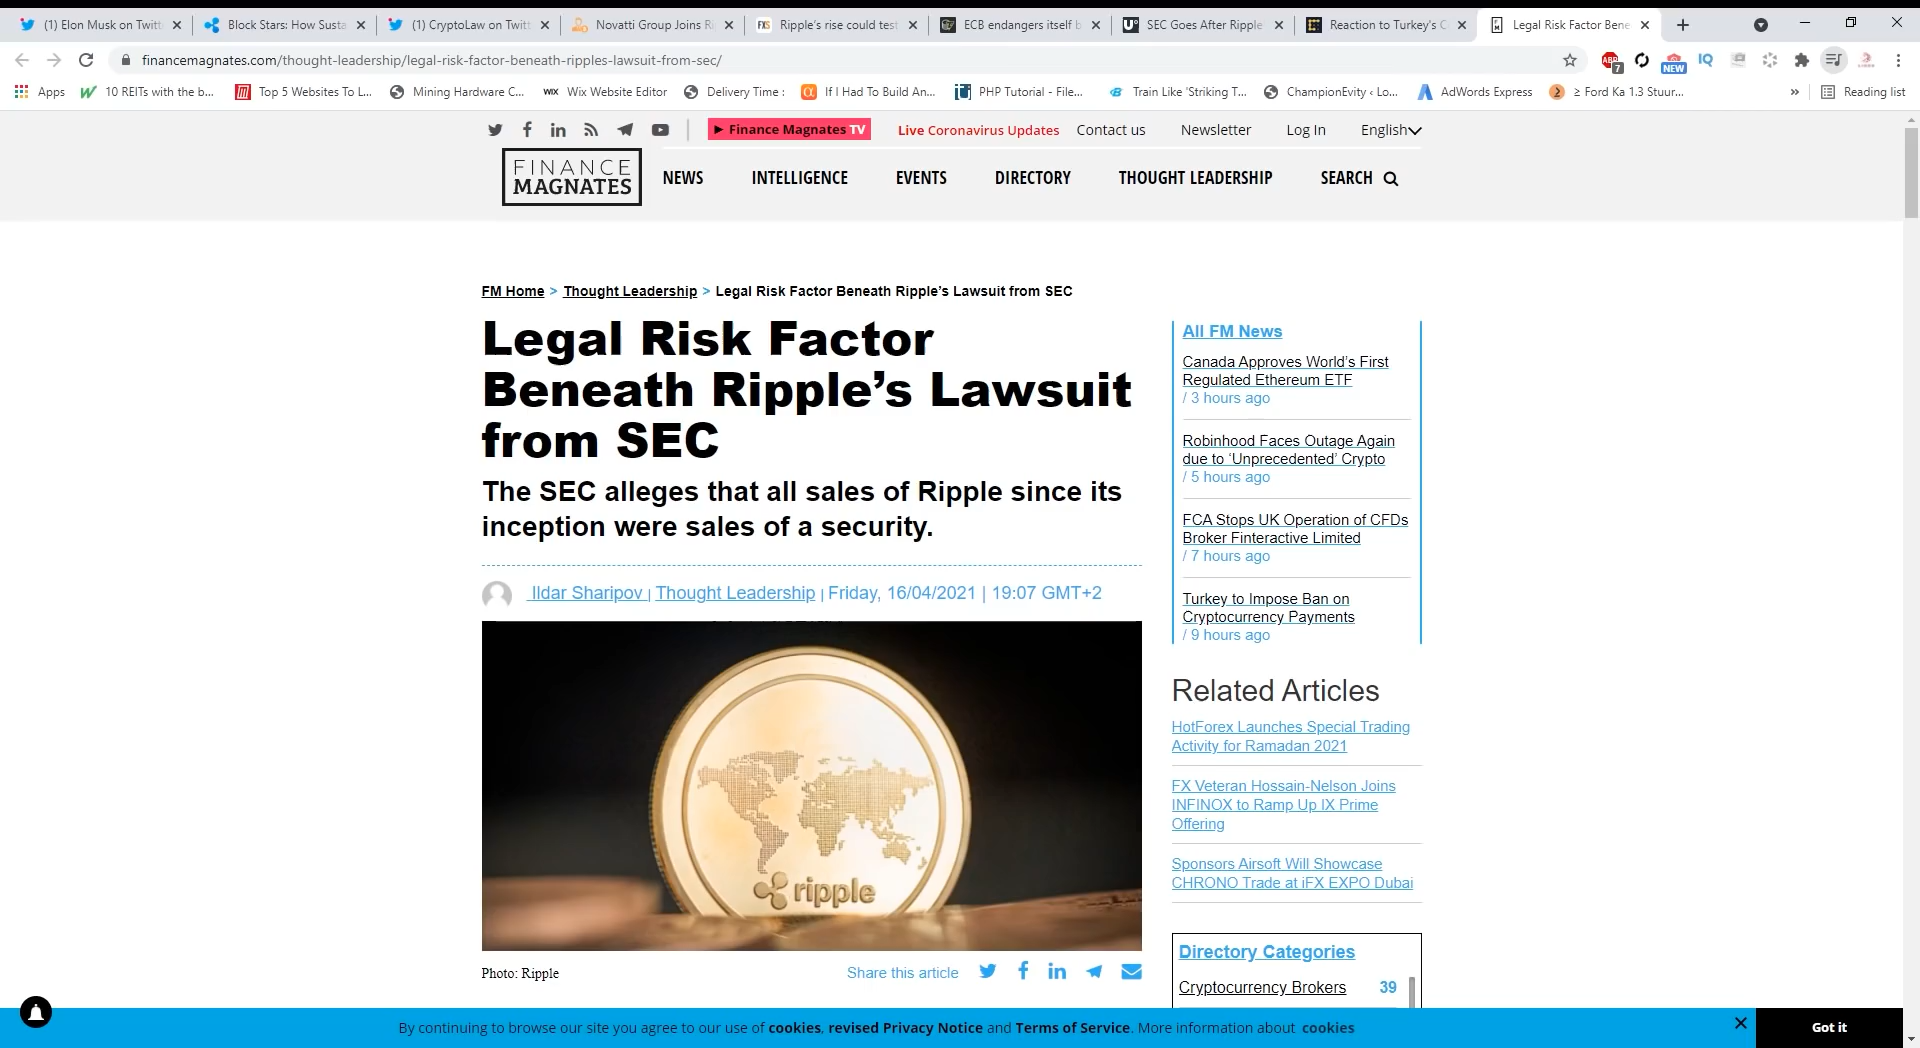 (1) Elon Musk on Twitt
Block Stars: How Susta
(1) CryptoLaw on Twitt
Novatti Group Joins Ri
Ripple's rise could test
ECB endangers itself b
SEC Goes After Ripple
Reaction to Turkey's C
Legal Risk Factor Bene
financemagnates.com/thought-leadership/legal-risk-factor-beneath-ripples-lawsuit-from-sec/
7
NEW
IQ
Apps
10 REITs with the b...
Top 5 Websites To L...
Mining Hardware C...
WIX Wix Website Editor
Delivery Time :
If I Had To Build An...
PHP Tutorial - File...
Train Like 'Striking T...
ChampionEvity ‹ Lo...
AdWords Express
≥ Ford Ka 1.3 Stuur...
»
Reading list
Finance Magnates TV
Live Coronavirus Updates
Contact us
Newsletter
Log In
English
FINANCE
MAGNATES
NEWS
INTELLIGENCE
EVENTS
DIRECTORY
THOUGHT LEADERSHIP
SEARCH
FM Home > Thought Leadership > Legal Risk Factor Beneath Ripple's Lawsuit from SEC
Legal Risk Factor
Beneath Ripple's Lawsuit
from SEC
The SEC alleges that all sales of Ripple since its
inception were sales of a security.
Ildar Sharipov | Thought Leadership | Friday, 16/04/2021 | 19:07 GMT+2
ripple
Photo: Ripple
Share this article
All FM News
Canada Approves World's First
Regulated Ethereum ETF
/ 3 hours ago
Robinhood Faces Outage Again
due to 'Unprecedented' Crypto
/ 5 hours ago
FCA Stops UK Operation of CFDs
Broker Finteractive Limited
/ 7 hours ago
Turkey to Impose Ban on
Cryptocurrency Payments
/ 9 hours ago
Related Articles
HotForex Launches Special Trading
Activity for Ramadan 2021
FX Veteran Hossain-Nelson Joins
INFINOX to Ramp Up IX Prime
Offering
Sponsors Airsoft Will Showcase
CHRONO Trade at iFX EXPO Dubai
Directory Categories
Cryptocurrency Brokers 39
By continuing to browse our site you agree to our use of cookies, revised Privacy Notice and Terms of Service. More information about cookies
Got it